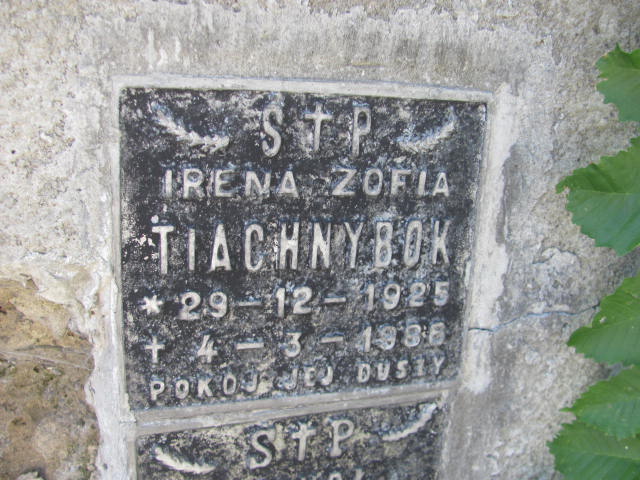 S†P
IRENA ZOFIA
TIACHNYBOK
* 29-12-1925
+ 4-3-1988
POKOJ JEJ DUSZY
S†P